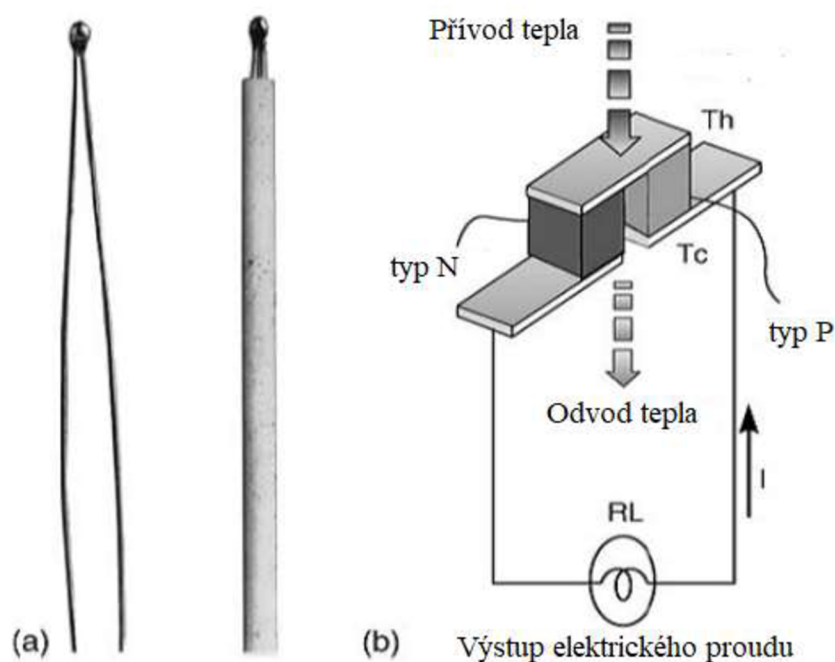 Přívod tepla
Th
typ N
Tc
typ P
Odvod tepla
I
RL
(a)
(b)
Výstup elektrického proudu